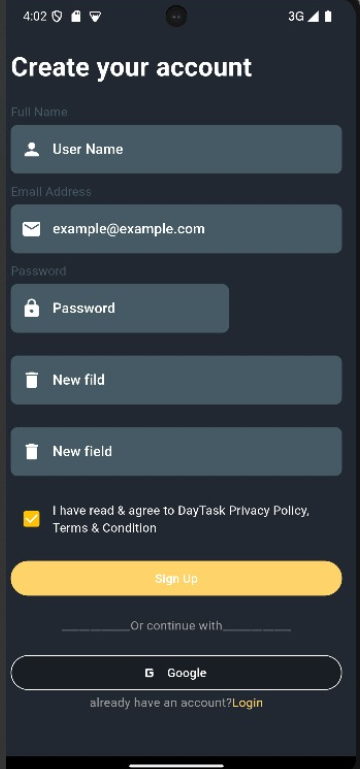 4:02
3G
Create your account
Full Name
User Name
Email Address
example@example.com
Password
Password
New fild
New field
I have read & agree to DayTask Privacy Policy,
Terms & Condition
Sign Up
___________Or continue with___________
G Google
already have an account?Login